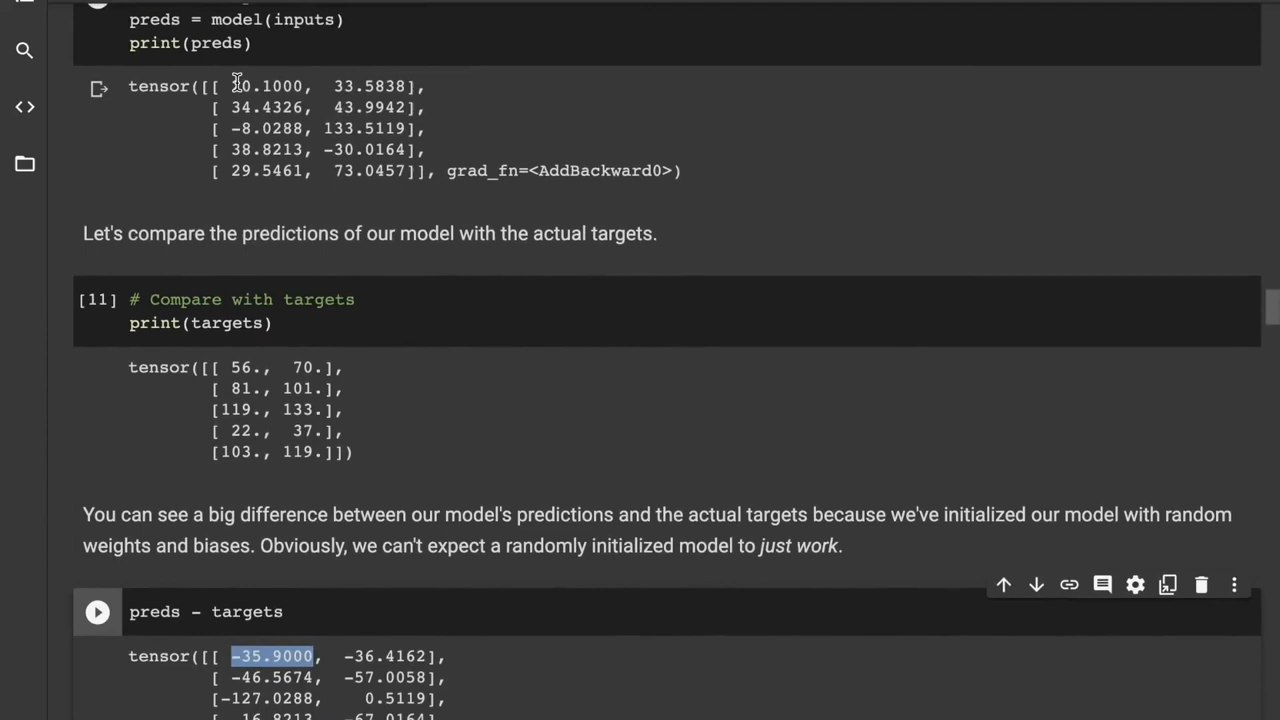 preds = model(inputs)
print(preds)
tensor([[ 20.1000, 33.5838],
[ 34.4326, 43.9942],
[ -8.0288, 133.5119],
[ 38.8213, -30.0164],
[ 29.5461, 73.0457]], grad_fn=<AddBackward0>)
Let's compare the predictions of our model with the actual targets.
[11] # Compare with targets
print(targets)
tensor([[ 56., 70.],
[ 81., 101.],
[119., 133.],
[ 22., 37.],
[103., 119.]])
You can see a big difference between our model's predictions and the actual targets because we've initialized our model with random
weights and biases. Obviously, we can't expect a randomly initialized model to just work.
preds - targets
tensor([[ -35.9000, -36.4162],
[ -46.5674, -57.0058],
[-127.0288, 0.5119],
[ 16.8213, -67.0164],